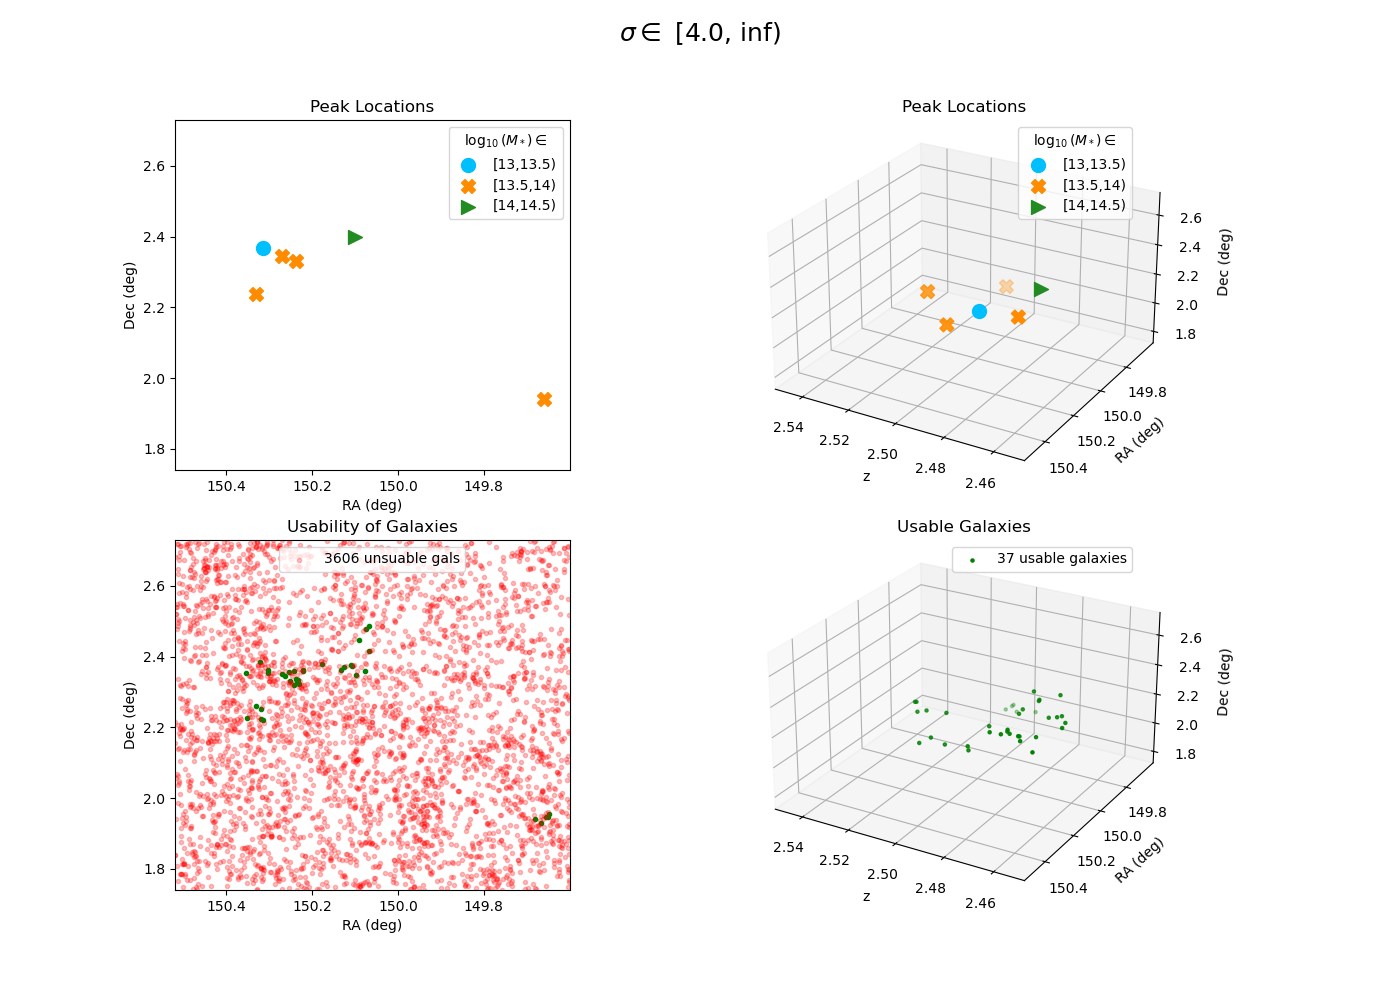 σ ∈ [4.0, inf)
Peak Locations
log₁₀(M*) ∈
[13,13.5)
[13.5,14)
[14,14.5)
2.6
2.4
2.2
2.0
1.8
Dec (deg)
150.4 150.2 150.0 149.8
RA (deg)
Peak Locations
log₁₀(M*) ∈
[13,13.5)
[13.5,14)
[14,14.5)
2.6
2.4
2.2
2.0
1.8
Dec (deg)
149.8
150.0
150.2
150.4
RA (deg)
2.54
2.52
2.50
2.48
2.46
z
Usability of Galaxies
3606 unsuable gals
2.6
2.4
2.2
2.0
1.8
Dec (deg)
150.4 150.2 150.0 149.8
RA (deg)
Usable Galaxies
37 usable galaxies
2.6
2.4
2.2
2.0
1.8
Dec (deg)
149.8
150.0
150.2
150.4
RA (deg)
2.54
2.52
2.50
2.48
2.46
z